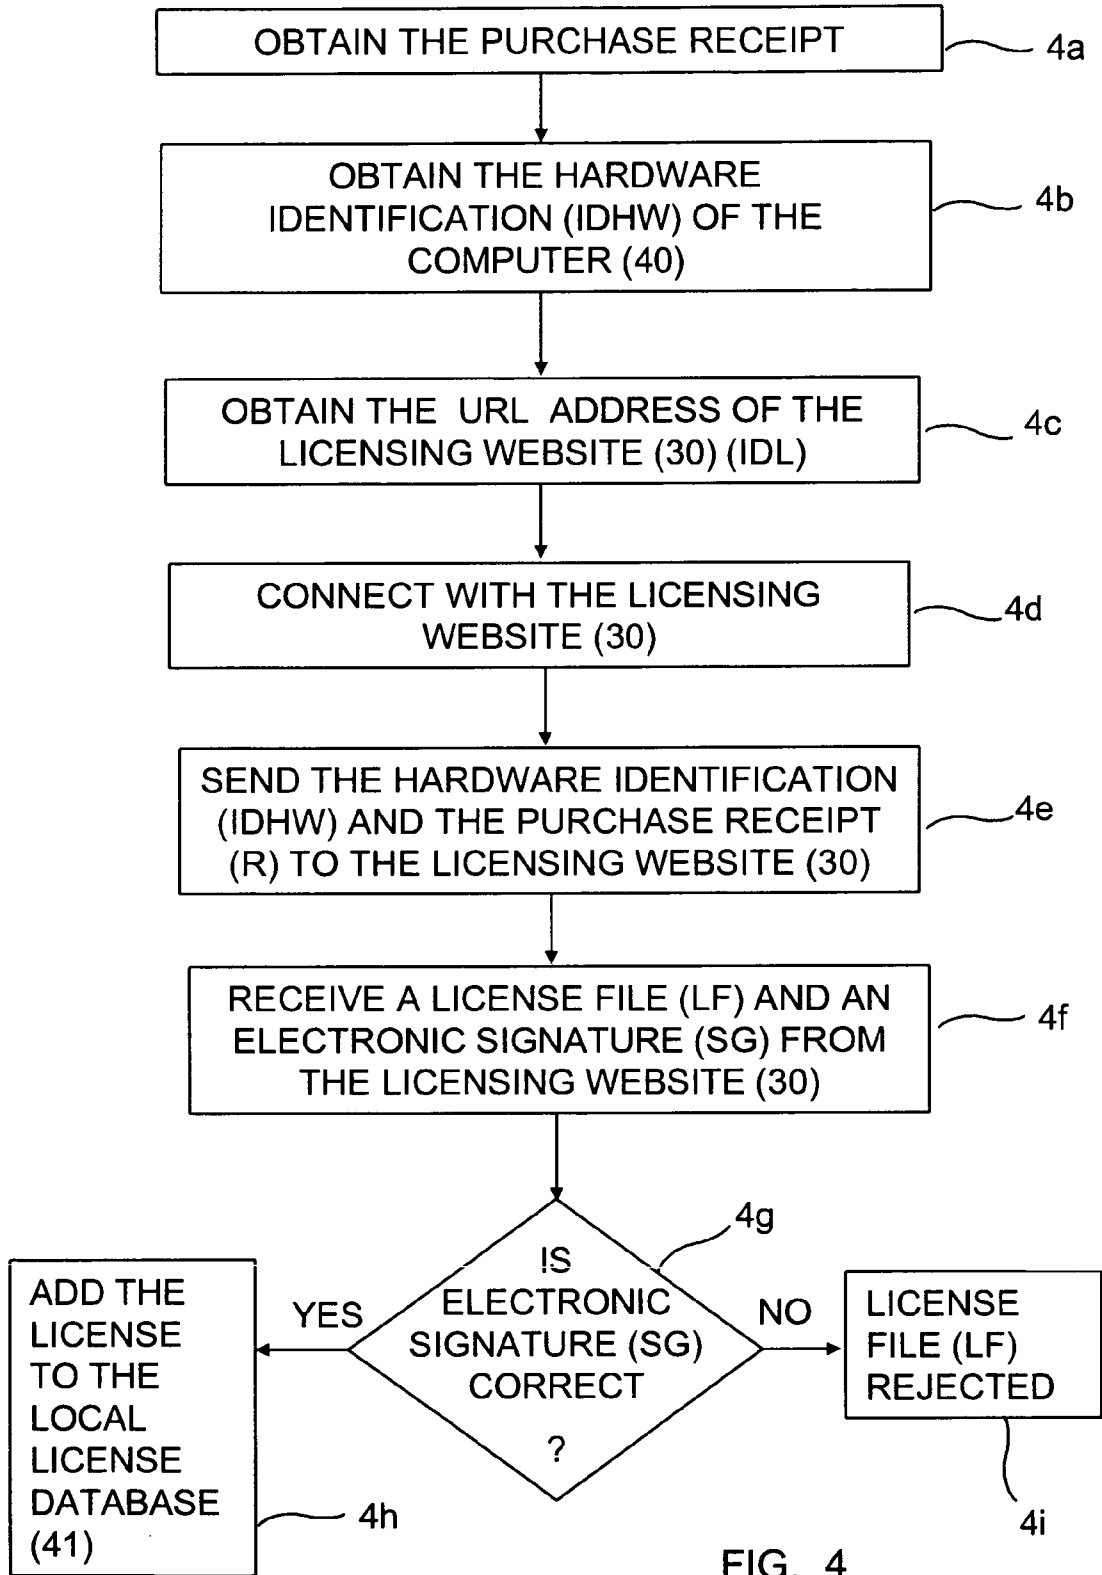 OBTAIN THE PURCHASE RECEIPT
4a
OBTAIN THE HARDWARE
IDENTIFICATION (IDHW) OF THE
COMPUTER (40)
4b
OBTAIN THE URL ADDRESS OF THE
LICENSING WEBSITE (30) (IDL)
4c
CONNECT WITH THE LICENSING
WEBSITE (30)
4d
SEND THE HARDWARE IDENTIFICATION
(IDHW) AND THE PURCHASE RECEIPT
(R) TO THE LICENSING WEBSITE (30)
4e
RECEIVE A LICENSE FILE (LF) AND AN
ELECTRONIC SIGNATURE (SG) FROM
THE LICENSING WEBSITE (30)
4f
IS
ELECTRONIC
SIGNATURE (SG)
CORRECT
?
4g
YES
ADD THE
LICENSE
TO THE
LOCAL
LICENSE
DATABASE
(41)
4h
NO
LICENSE
FILE (LF)
REJECTED
4i
FIG. 4